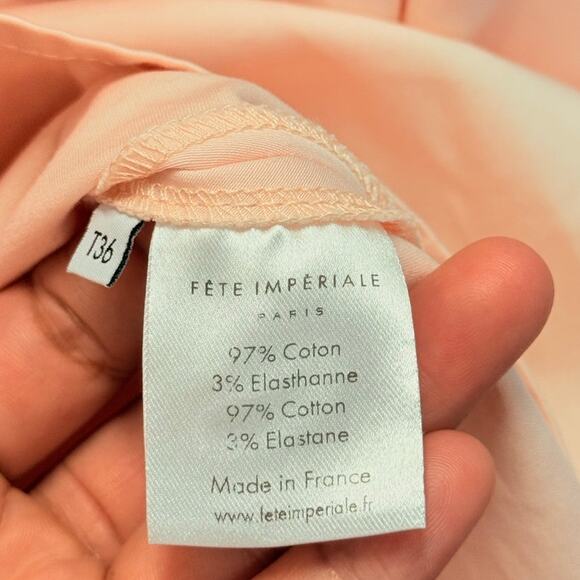 T36
FÊTE IMPÉRIALE
PARIS
97% Coton
3% Elasthanne
97% Cotton
3% Elastane
Made in France
www.feteimperiale.fr